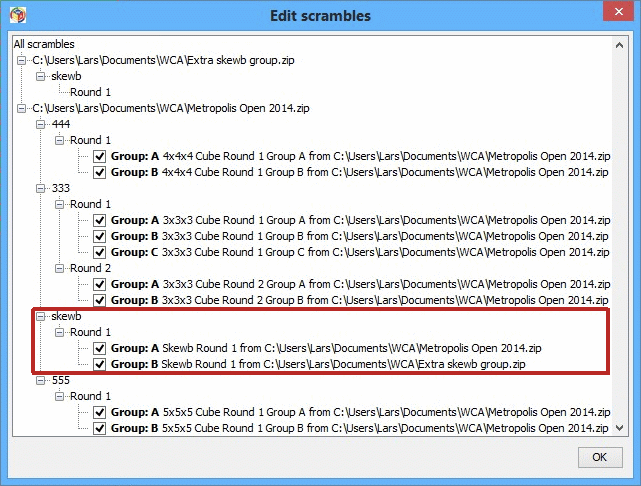 Edit scrambles
All scrambles
C:\Users\Lars\Documents\WCA\Extra skewb group.zip
skewb
Round 1
C:\Users\Lars\Documents\WCA\Metropolis Open 2014.zip
444
Round 1
Group: A 4x4x4 Cube Round 1 Group A from C:\Users\Lars\Documents\WCA\Metropolis Open 2014.zip
Group: B 4x4x4 Cube Round 1 Group B from C:\Users\Lars\Documents\WCA\Metropolis Open 2014.zip
333
Round 1
Group: A 3x3x3 Cube Round 1 Group A from C:\Users\Lars\Documents\WCA\Metropolis Open 2014.zip
Group: B 3x3x3 Cube Round 1 Group B from C:\Users\Lars\Documents\WCA\Metropolis Open 2014.zip
Group: C 3x3x3 Cube Round 1 Group C from C:\Users\Lars\Documents\WCA\Metropolis Open 2014.zip
Round 2
Group: A 3x3x3 Cube Round 2 Group A from C:\Users\Lars\Documents\WCA\Metropolis Open 2014.zip
Group: B 3x3x3 Cube Round 2 Group B from C:\Users\Lars\Documents\WCA\Metropolis Open 2014.zip
skewb
Round 1
Group: A Skewb Round 1 from C:\Users\Lars\Documents\WCA\Metropolis Open 2014.zip
Group: B Skewb Round 1 from C:\Users\Lars\Documents\WCA\Extra skewb group.zip
555
Round 1
Group: A 5x5x5 Cube Round 1 Group A from C:\Users\Lars\Documents\WCA\Metropolis Open 2014.zip
Group: B 5x5x5 Cube Round 1 Group B from C:\Users\Lars\Documents\WCA\Metropolis Open 2014.zip
OK